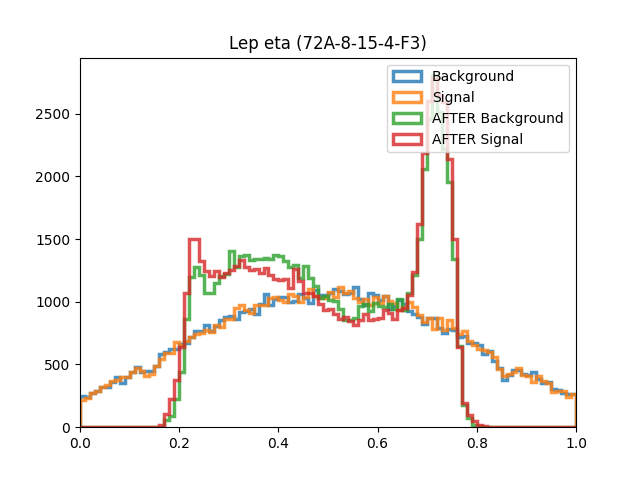 Lep eta (72A-8-15-4-F3)
Background
Signal
AFTER Background
AFTER Signal
2500
2000
1500
1000
500
0
0.0 0.2 0.4 0.6 0.8 1.0